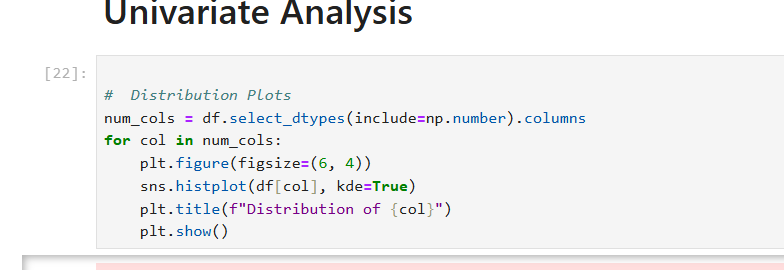 Univariate Analysis
[22]:
#  Distribution Plots
num_cols = df.select_dtypes(include=np.number).columns
for col in num_cols:
    plt.figure(figsize=(6, 4))
    sns.histplot(df[col], kde=True)
    plt.title(f"Distribution of {col}")
    plt.show()